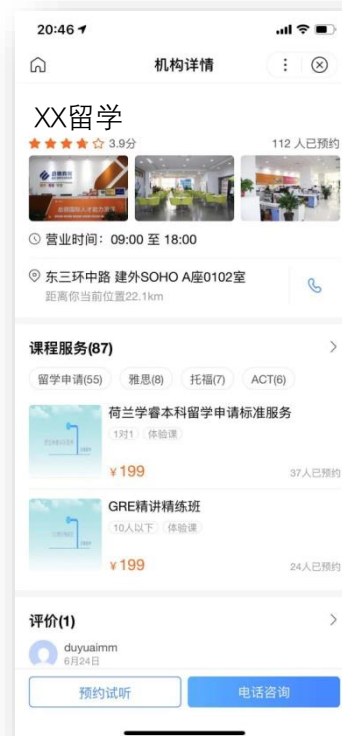 20:46
机构详情
XX留学
3.9分
112 人已预约
营业时间：09:00 至 18:00
东三环中路 建外SOHO A座0102室
距离你当前位置22.1km
课程服务(87)
留学申请(55) 雅思(8) 托福(7) ACT(6)
荷兰学睿本科留学申请标准服务
1对1 体验课
¥199
37人已预约
GRE精讲精练班
10人以下 体验课
¥199
24人已预约
评价(1)
duyuaimm
6月24日
预约试听 电话咨询